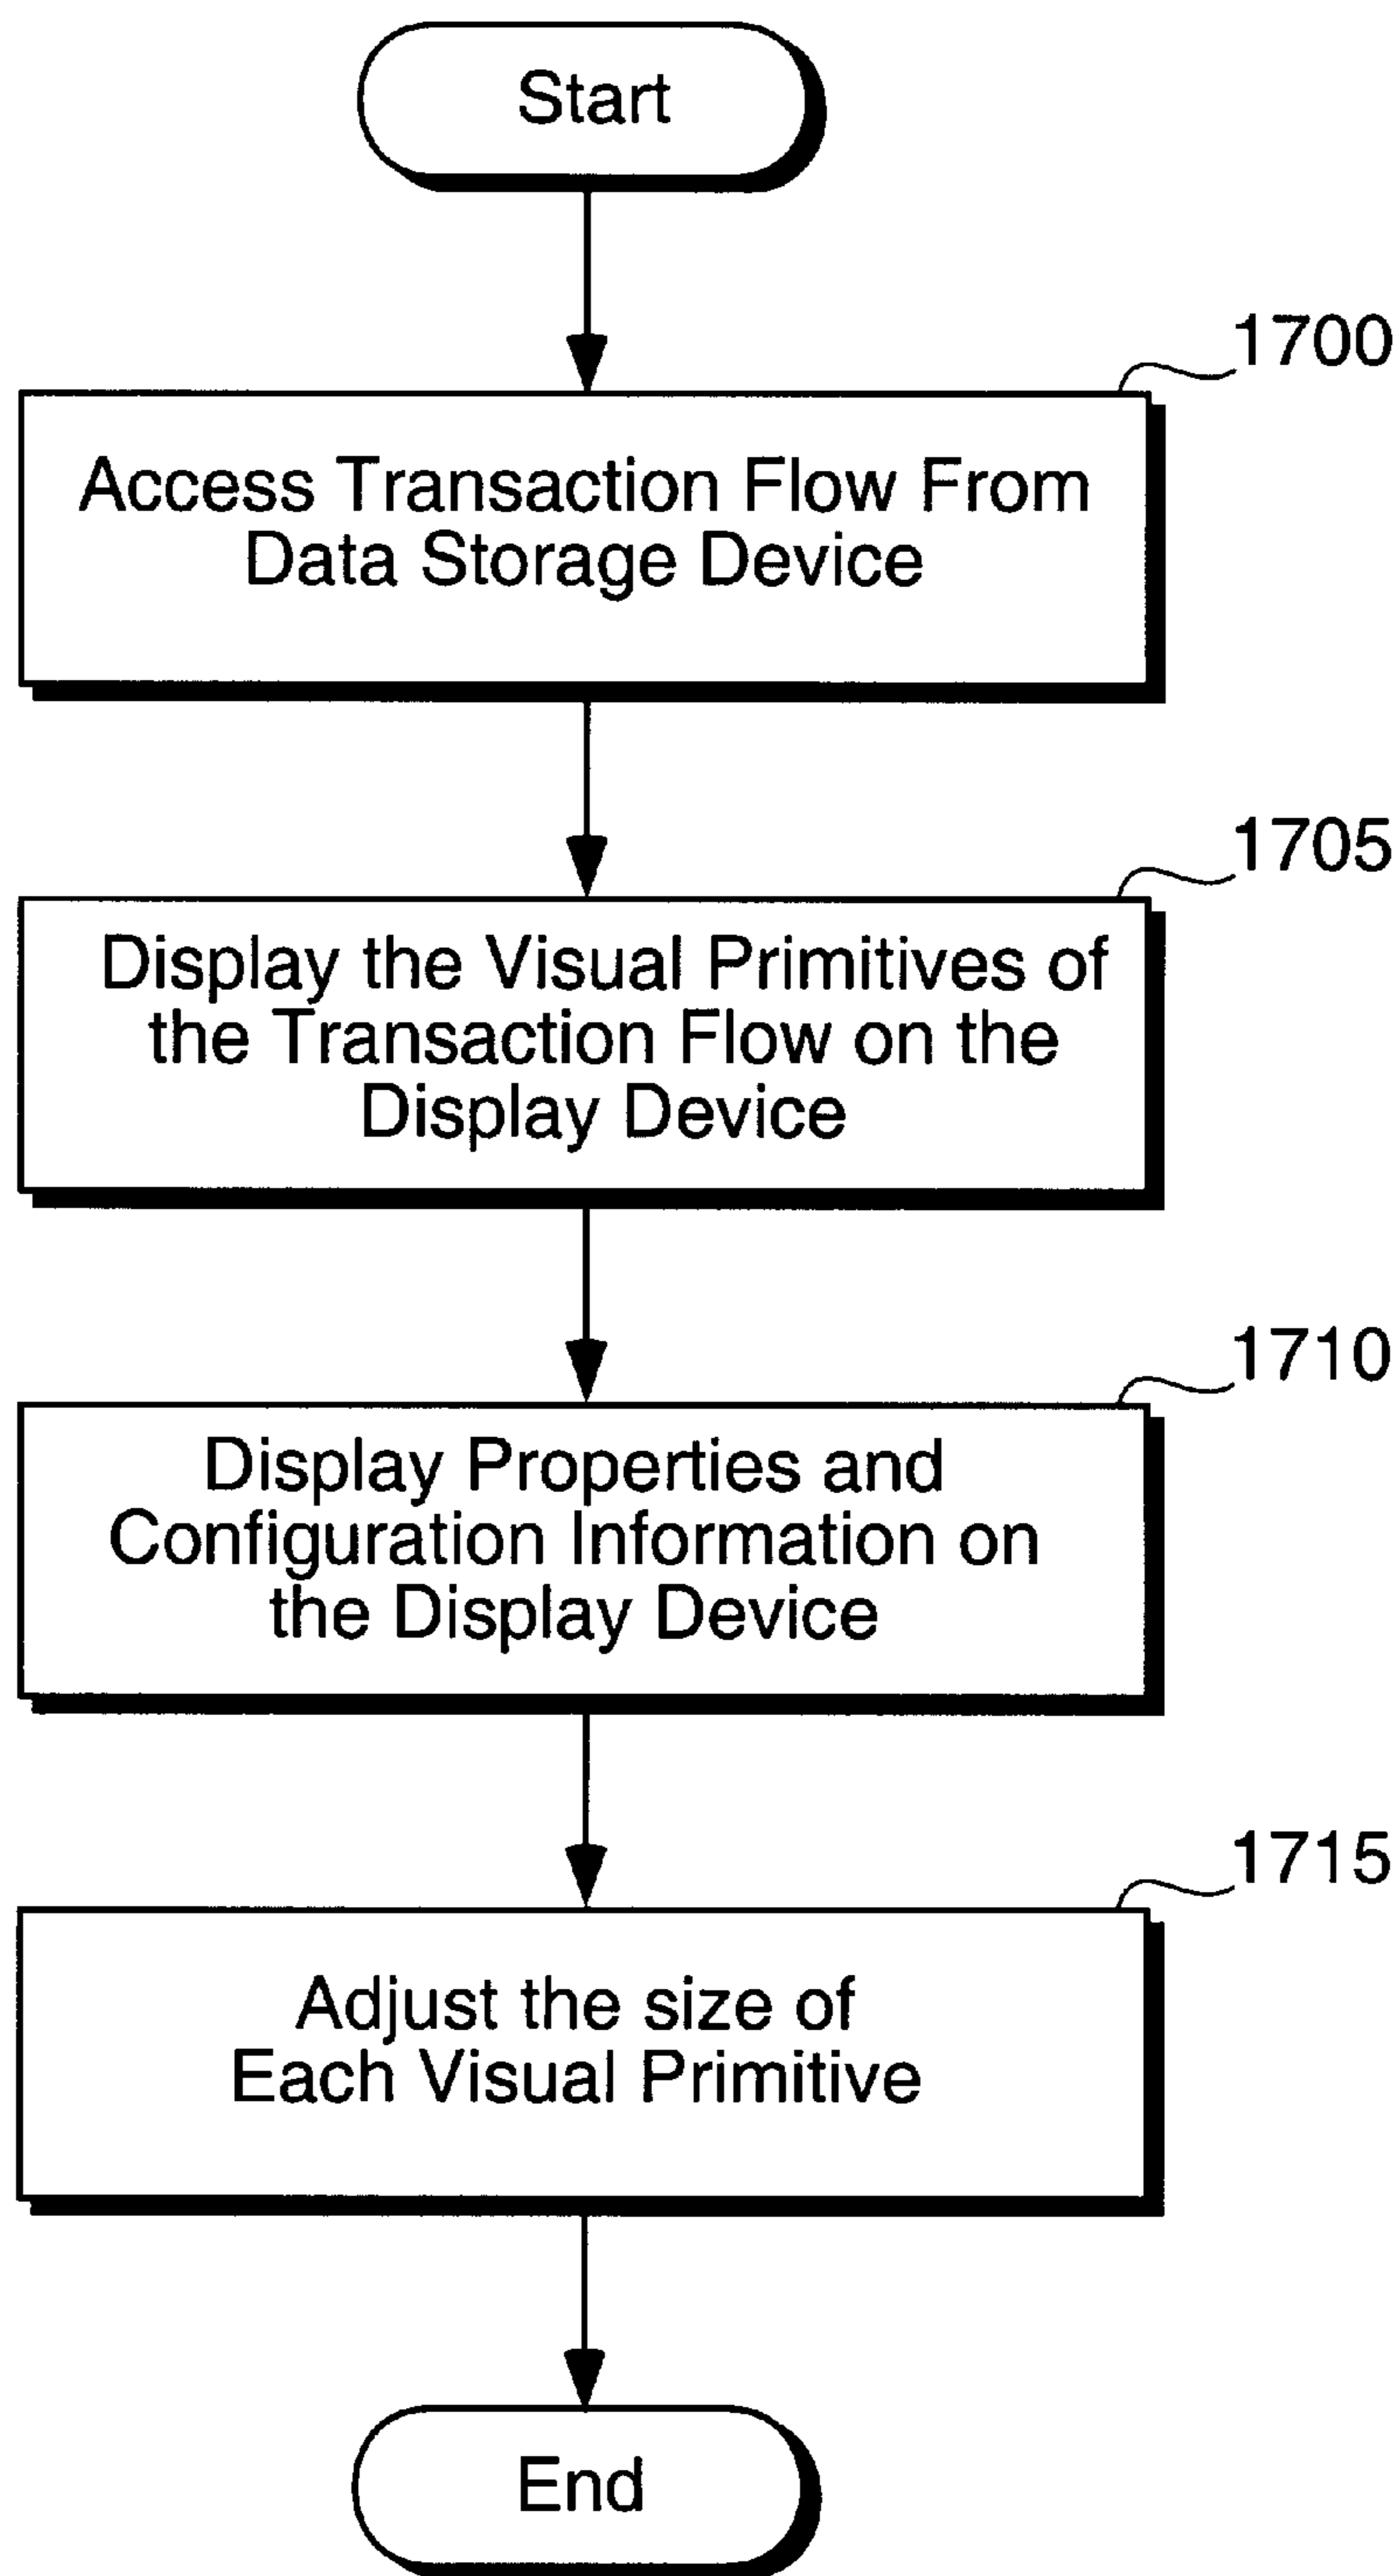 Start
1700
Access Transaction Flow From
Data Storage Device
1705
Display the Visual Primitives of
the Transaction Flow on the
Display Device
1710
Display Properties and
Configuration Information on
the Display Device
1715
Adjust the size of
Each Visual Primitive
End